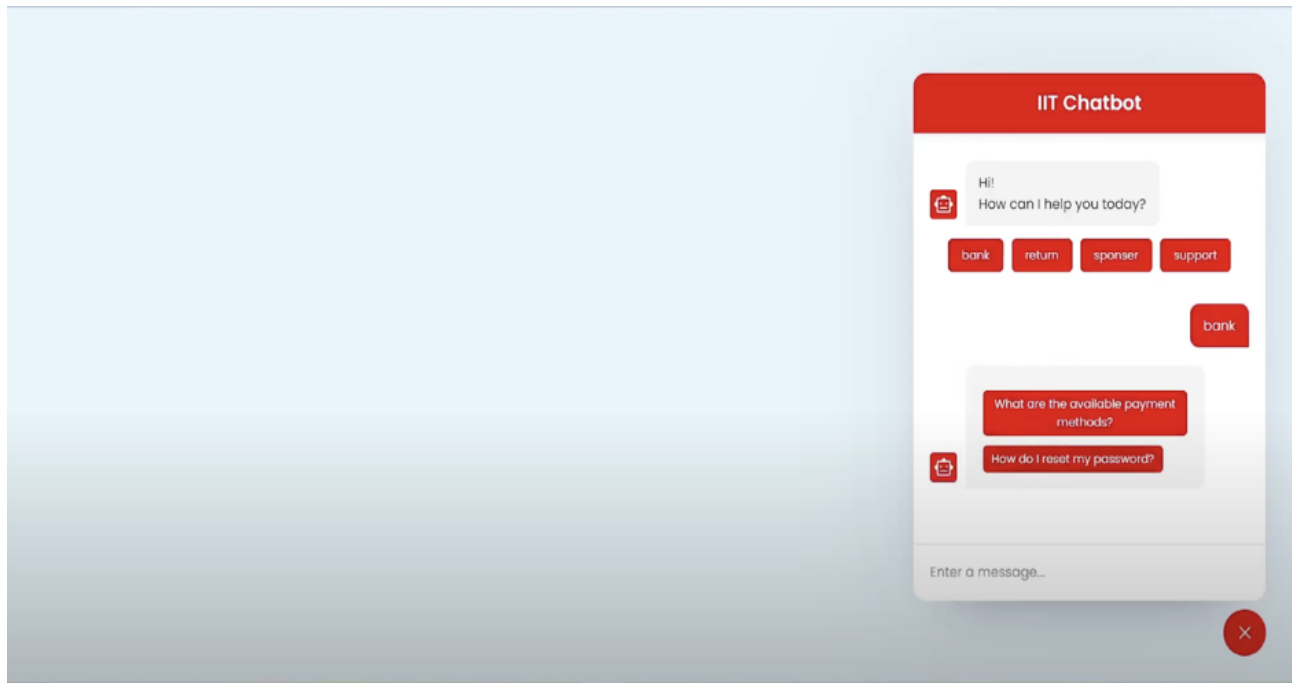 IIT Chatbot
Hi!
How can I help you today?
bank return sponser support
bank
What are the available payment
methods?
How do I reset my password?
Enter a message...